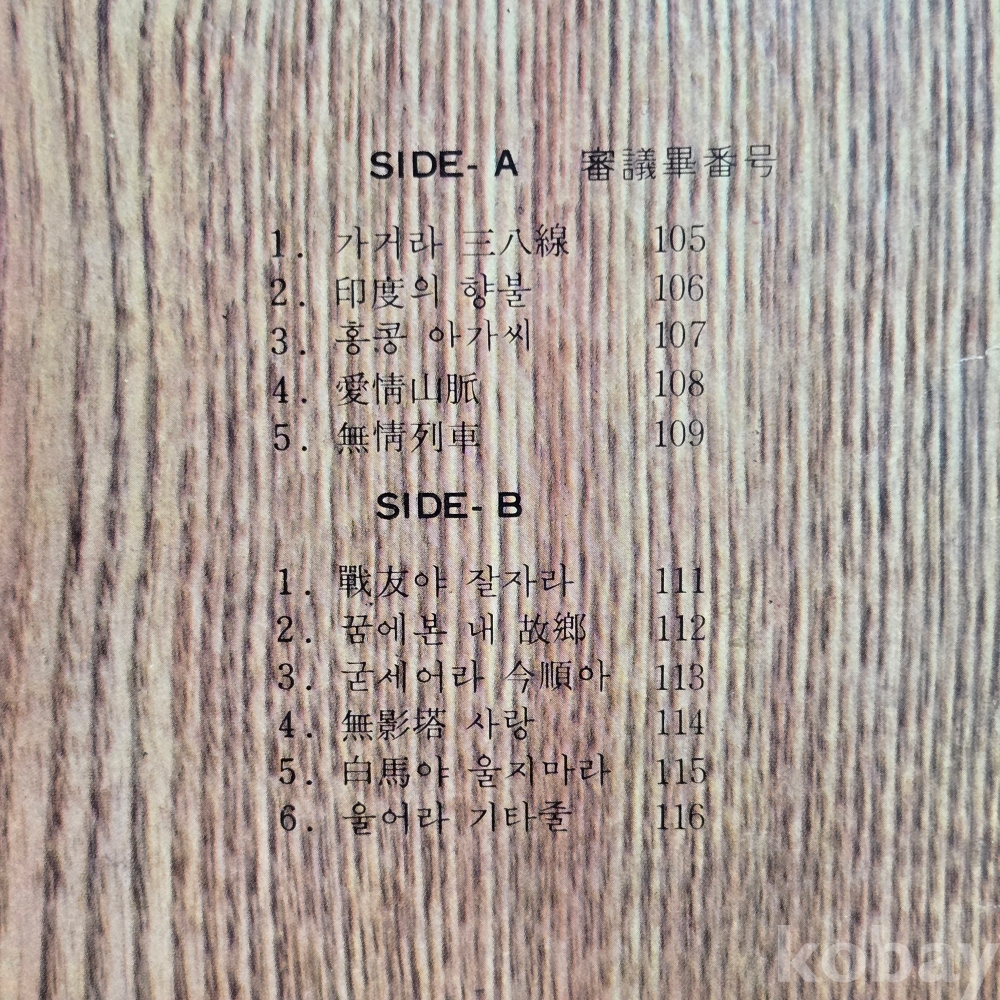 SIDE-A 審議畢番号
1. 가거라 三八線 105
2. 印度의 향불 106
3. 홍콩 아가씨 107
4. 愛情山脈 108
5. 無情列車 109
SIDE-B
1. 戰友야 잘자라 111
2. 꿈에본 내 故鄕 112
3. 굳세어라 今順아 113
4. 無影塔 사랑 114
5. 白馬야 울지마라 115
6. 울어라 기타줄 116
kobay